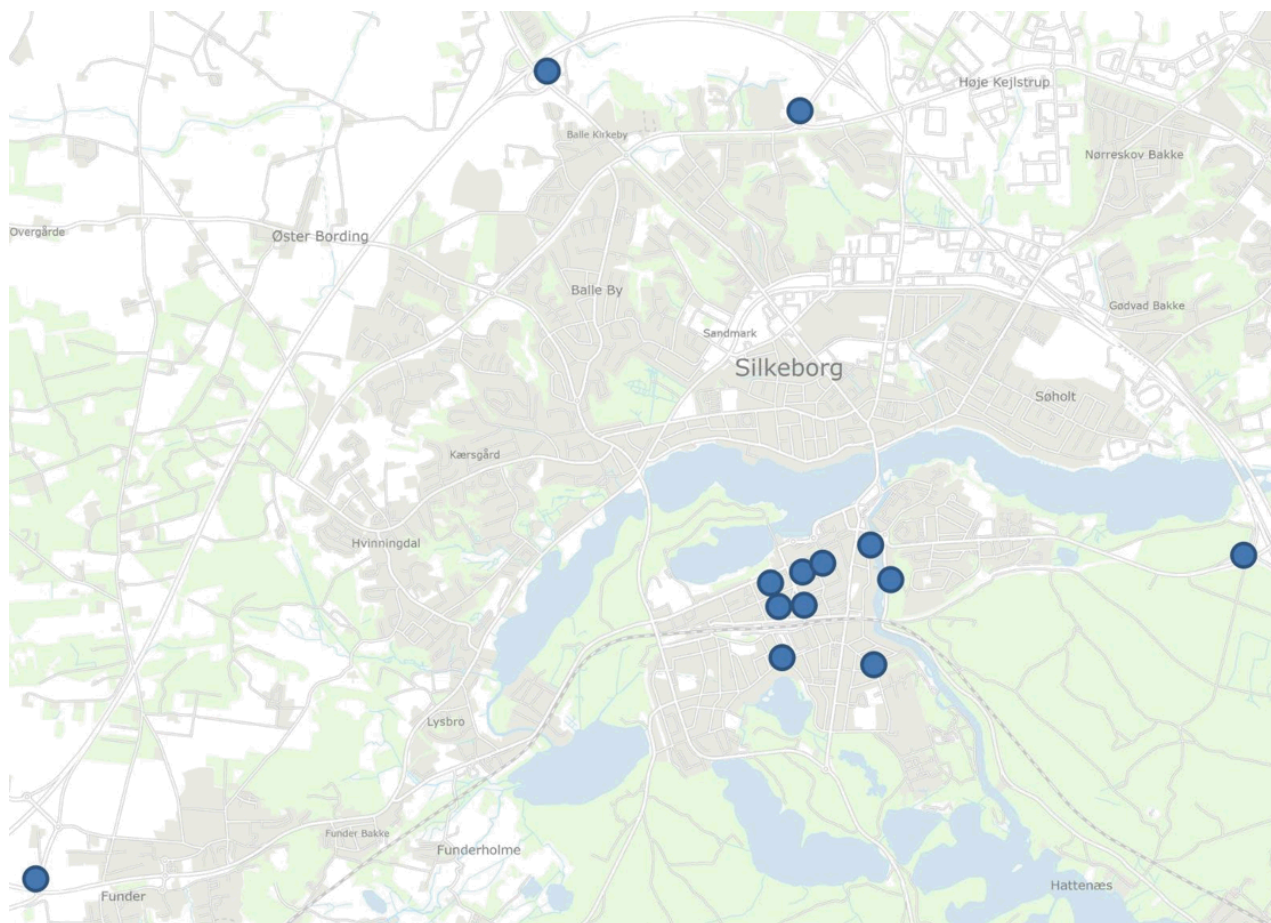 Høje Kejlstrup
Balle Kirkeby
Nørreskov Bakke
Overgårde
Øster Bording
Balle By
Gødvad Bakke
Sandmark
Silkeborg
Søholt
Kærsgård
Hvinningdal
Lysbro
Funder Bakke
Funderholme
Hattenæs
Funder